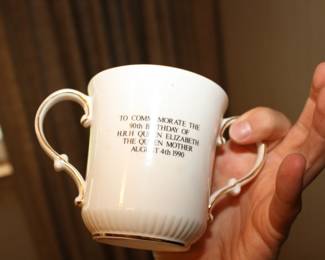 TO COMMEMORATE THE
90th BIRTHDAY OF
H.R.H QUEEN ELIZABETH
THE QUEEN MOTHER
AUGUST 4th 1990